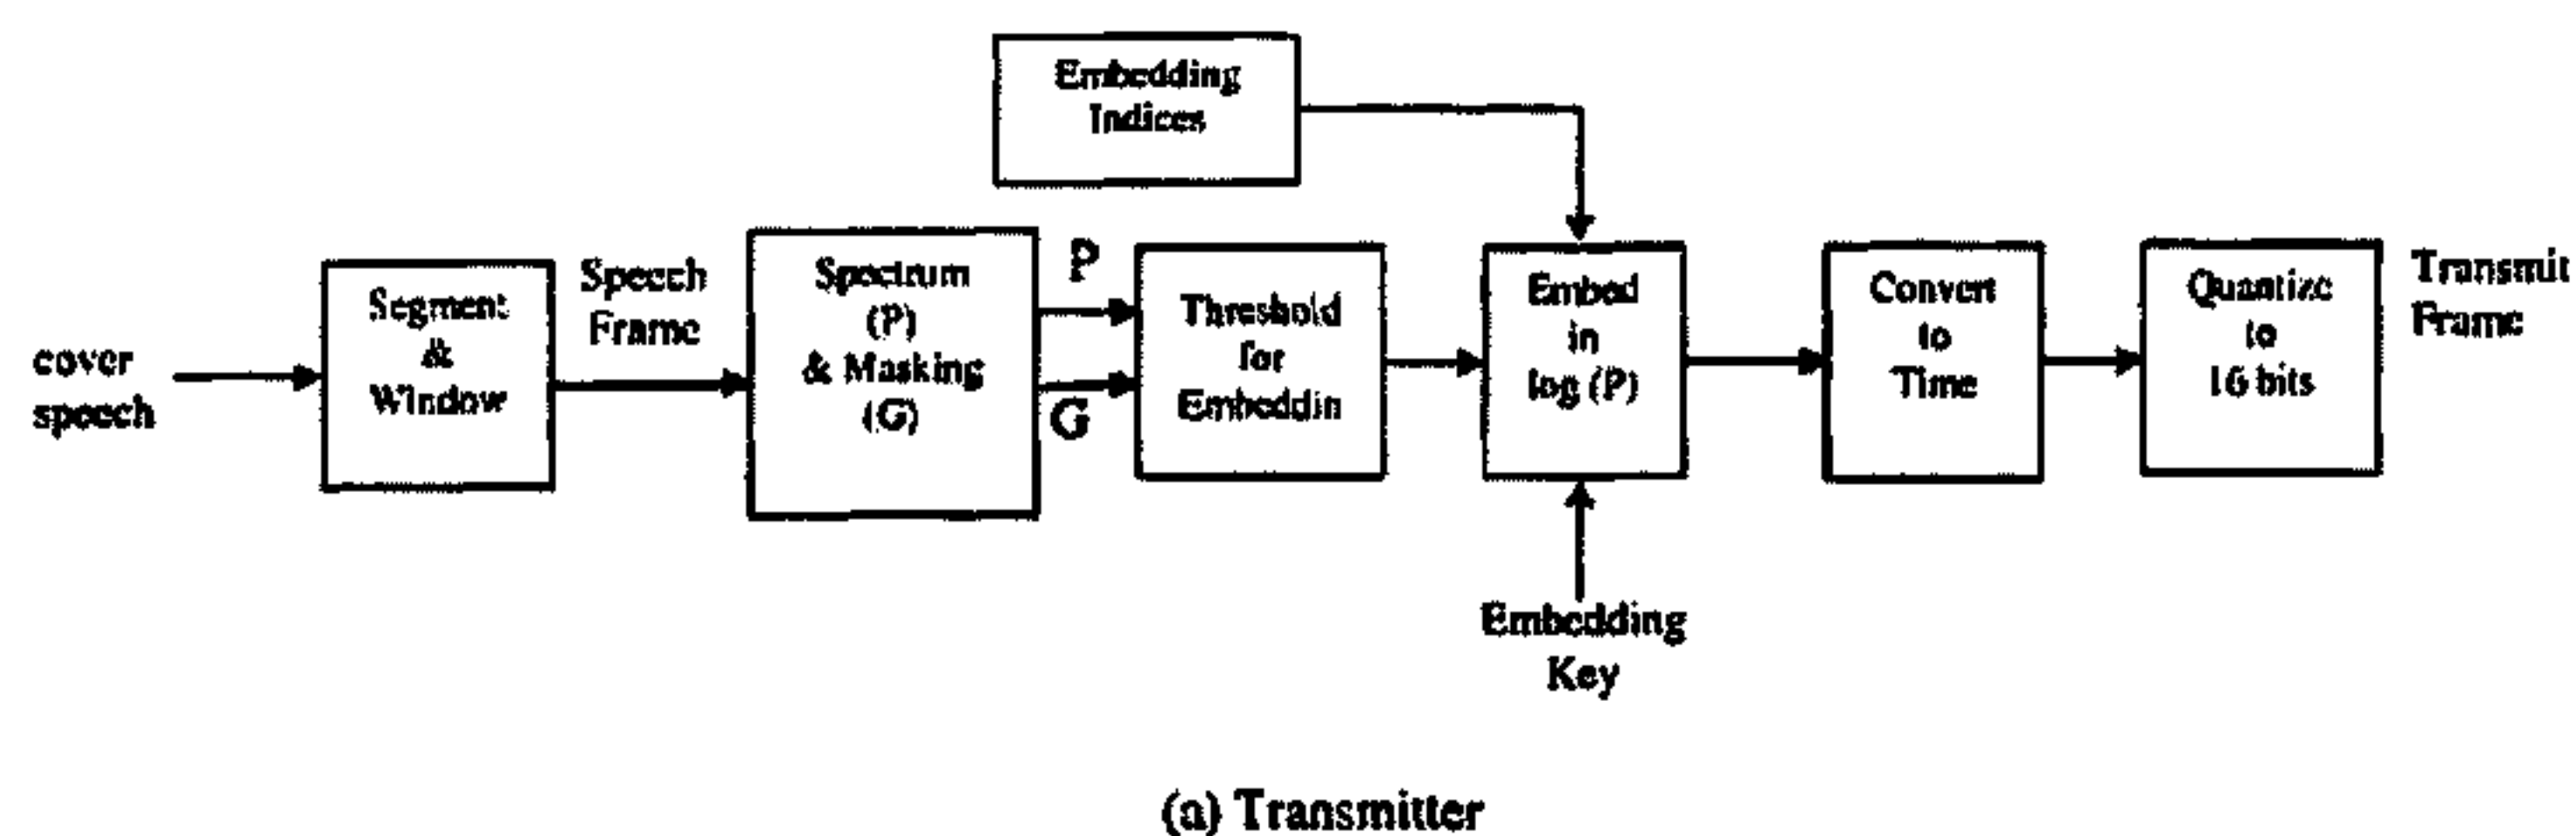 Embedding
Indices
cover
speech
Segment
&
Window
Speech
Frame
Spectrum
(P)
& Masking
(G)
P
G
Threshold
for
Embeddin
Embed
in
log (P)
Embedding
Key
Convert
to
Time
Quantize
to
16 bits
Transmit
Frame
(a) Transmitter